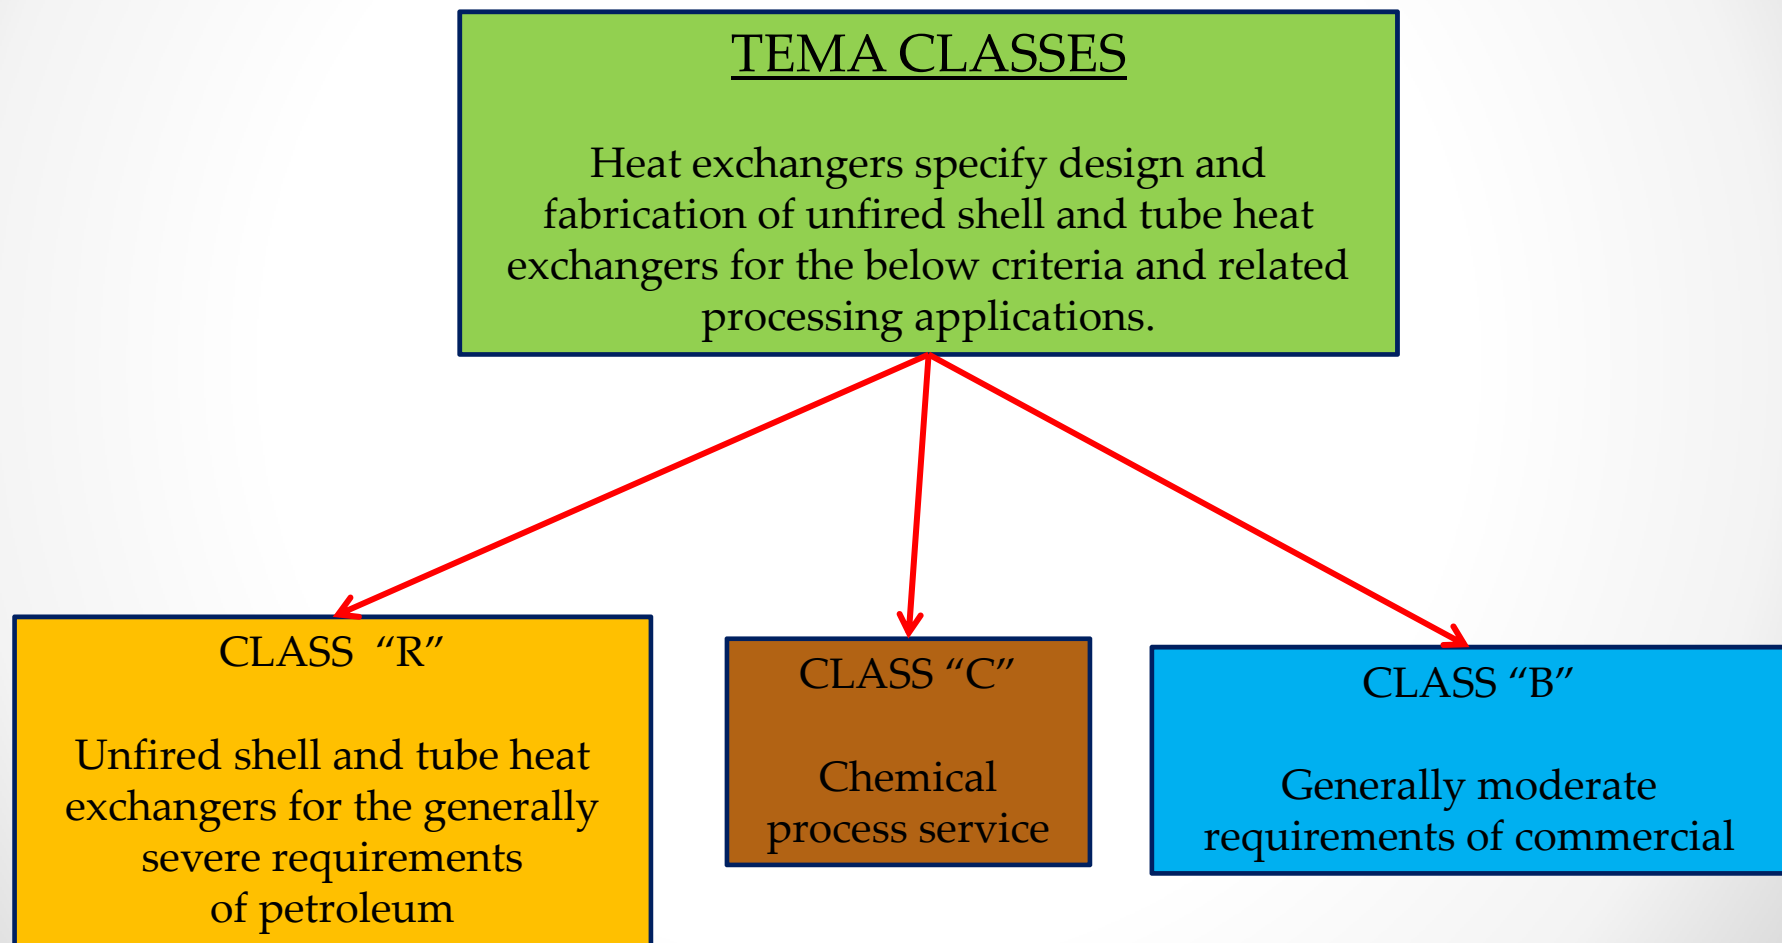 TEMA CLASSES
Heat exchangers specify design and
fabrication of unfired shell and tube heat
exchangers for the below criteria and related
processing applications.
CLASS  “R”
Unfired shell and tube heat
exchangers for the generally
severe requirements
of petroleum
CLASS “C”
Chemical
process service
CLASS “B”
Generally moderate
requirements of commercial